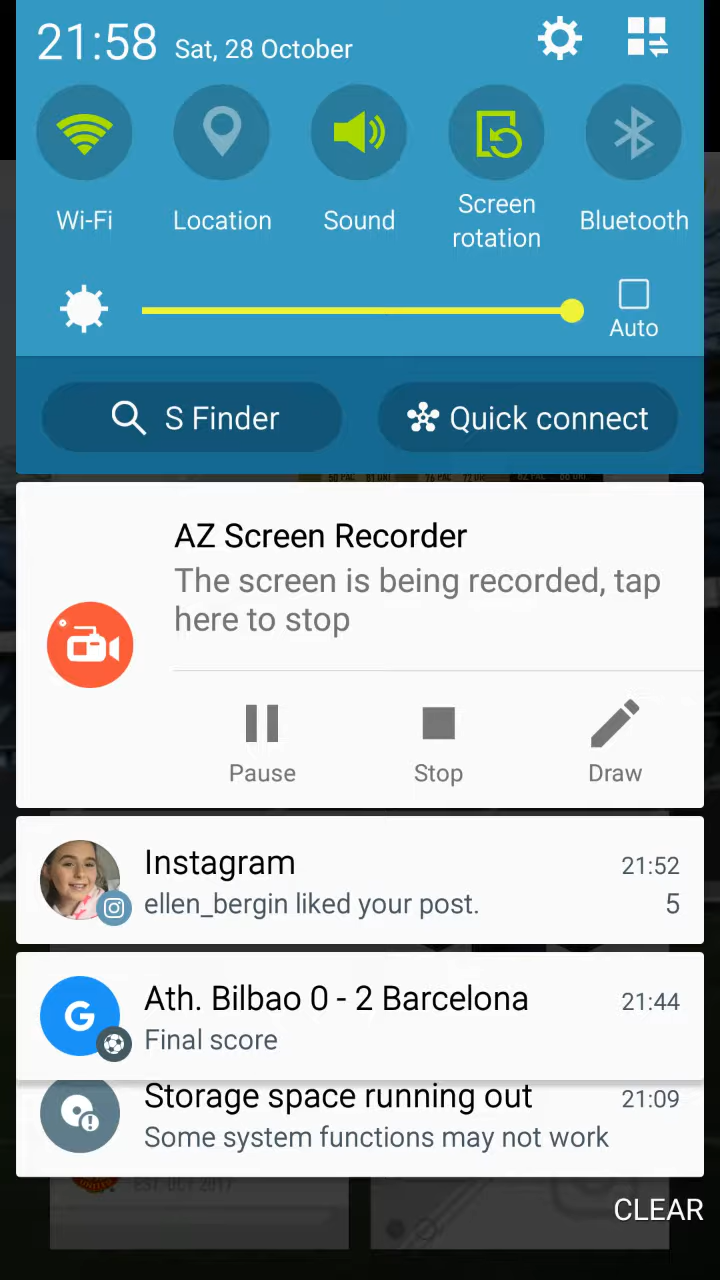 21:58 Sat, 28 October
Wi-Fi
Location
Sound
Screen
rotation
Bluetooth
Auto
S Finder
Quick connect
AZ Screen Recorder
The screen is being recorded, tap
here to stop
Pause
Stop
Draw
Instagram 21:52
ellen_bergin liked your post. 5
G
Ath. Bilbao 0 - 2 Barcelona 21:44
Final score
Storage space running out 21:09
Some system functions may not work
EST. OCT 2017
CLEAR